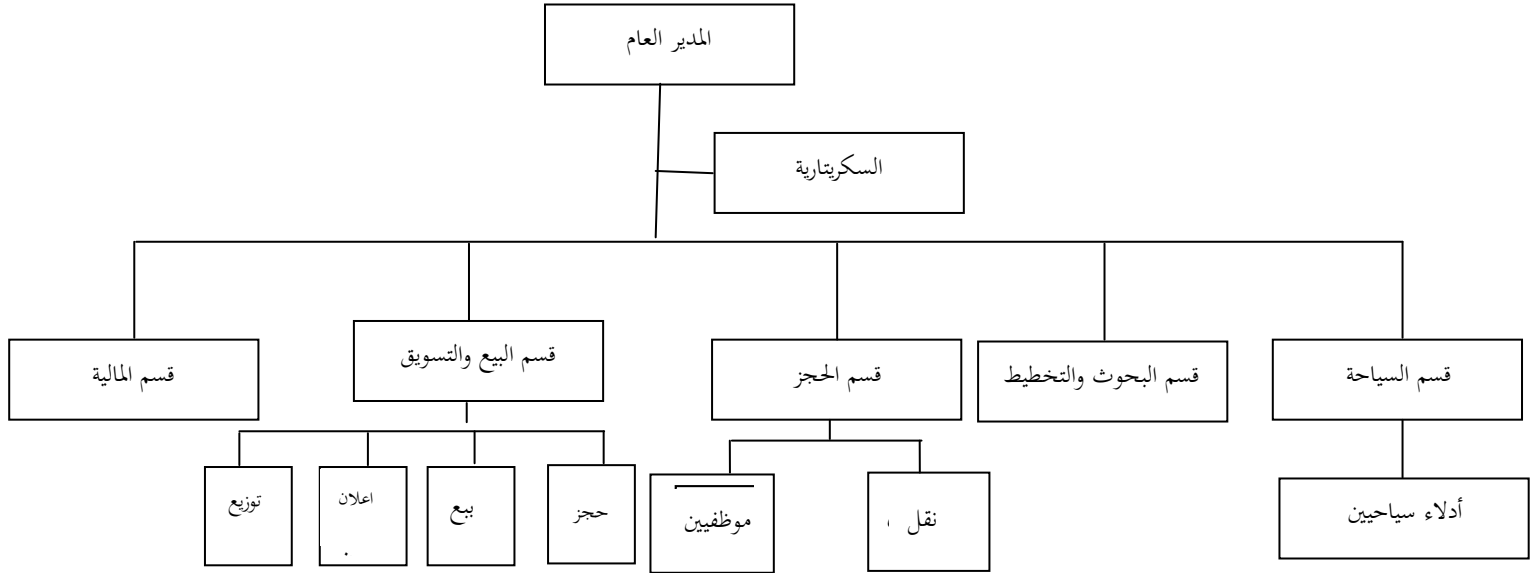 المدير العام
السكريتارية
قسم السياحة
قسم البحوث والتخطيط
قسم الحجز
قسم البيع والتسويق
قسم المالية
أدلاء سياحيين
نقل
موظفيين
حجز
بيع
اعلان
توزيع